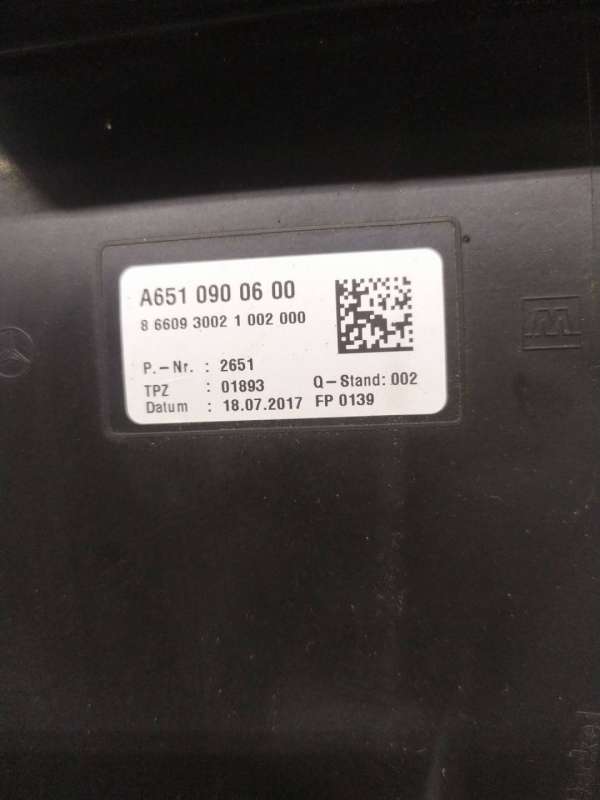 A651 090 06 00
8 66093 3002 1 002 000
P.-Nr. : 2651
TPZ : 01893 Q-Stand: 002
Datum : 18.07.2017 FP 0139